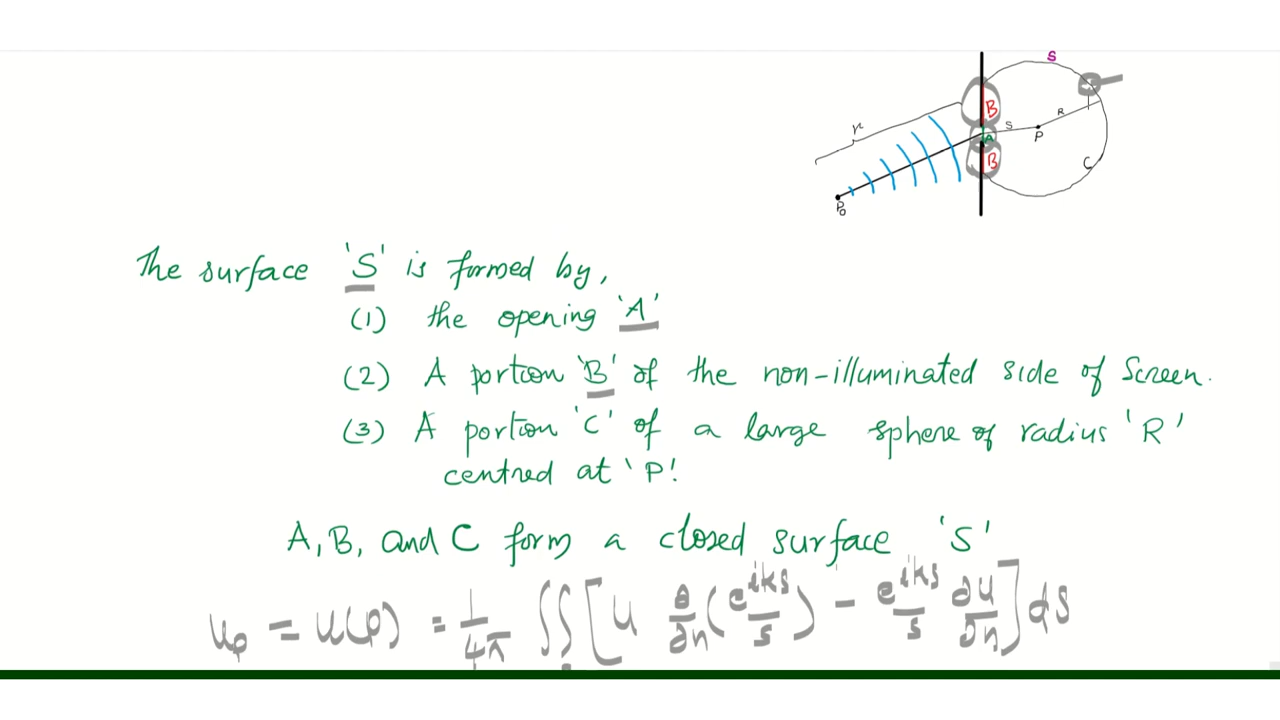 S
B
r
S
R
A
P
B
C
P₀
The surface 'S' is formed by,
(1) the opening 'A'
(2) A portion 'B' of the non-illuminated side of Screen.
(3) A portion 'C' of a large sphere of radius 'R'
centred at 'P'.
A, B, and C form a closed surface 'S'
u_p = u(p) = 1/4π ∬ [ u ∂/∂n (e^{iks}/s) − e^{iks}/s ∂u/∂n ] ds